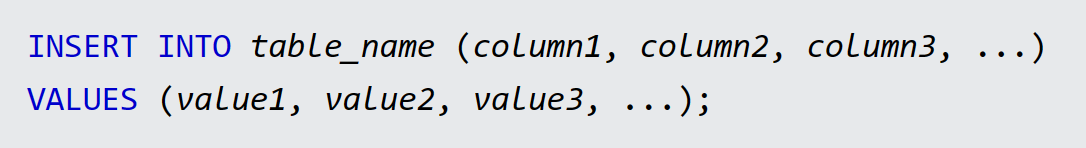 INSERT INTO table_name (column1, column2, column3, ...)
VALUES (value1, value2, value3, ...);